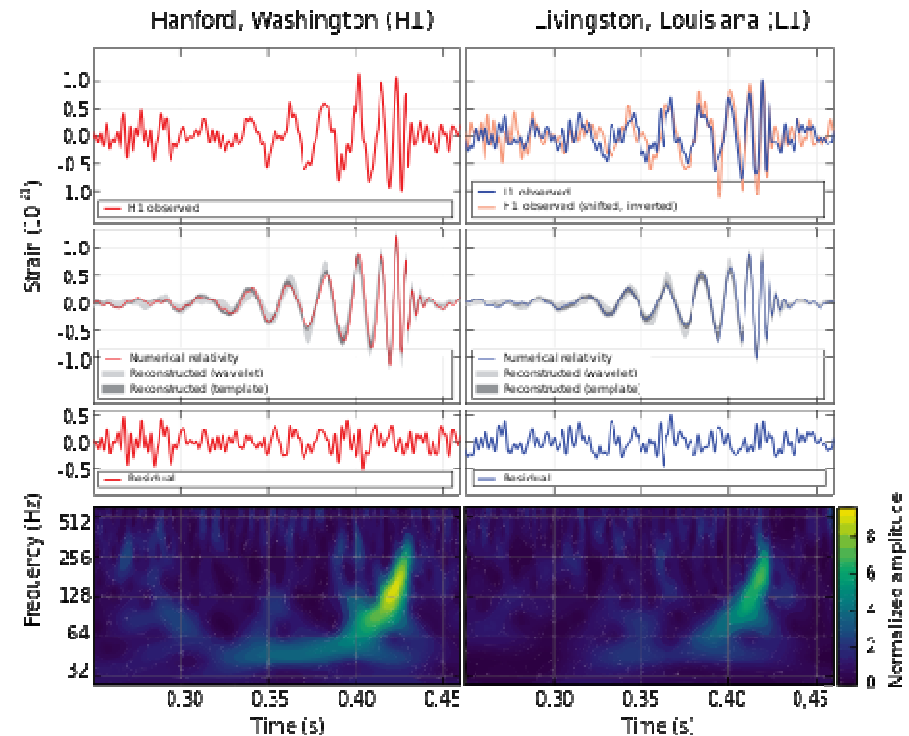 Hanford, Washington (H1)
Livingston, Louisiana (L1)
Strain (10⁻²¹)
1.0
0.5
0.0
-0.5
1.0
H1 observed
L1 observed
H1 observed (shifted, inverted)
1.0
0.5
0.0
-0.5
-1.0
Numerical relativity
Reconstructed (wavelet)
Reconstructed (template)
Numerical relativity
Reconstructed (wavelet)
Reconstructed (template)
0.5
0.0
-0.5
Residual
Residual
Frequency (Hz)
512
256
128
64
32
0.30
0.35
0.40
0.45
Time (s)
0.30
0.35
0.40
0.45
Time (s)
8
6
4
2
0
Normalized amplitude